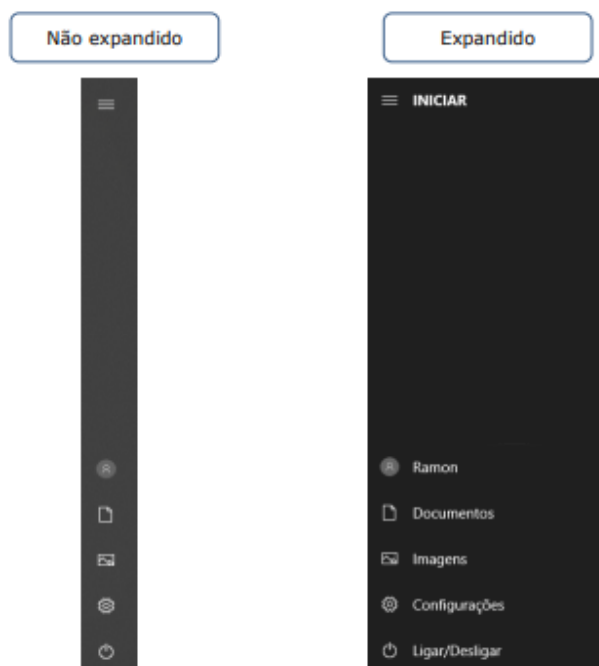 Não expandido
Expandido
INICIAR
Ramon
Documentos
Imagens
Configurações
Ligar/Desligar